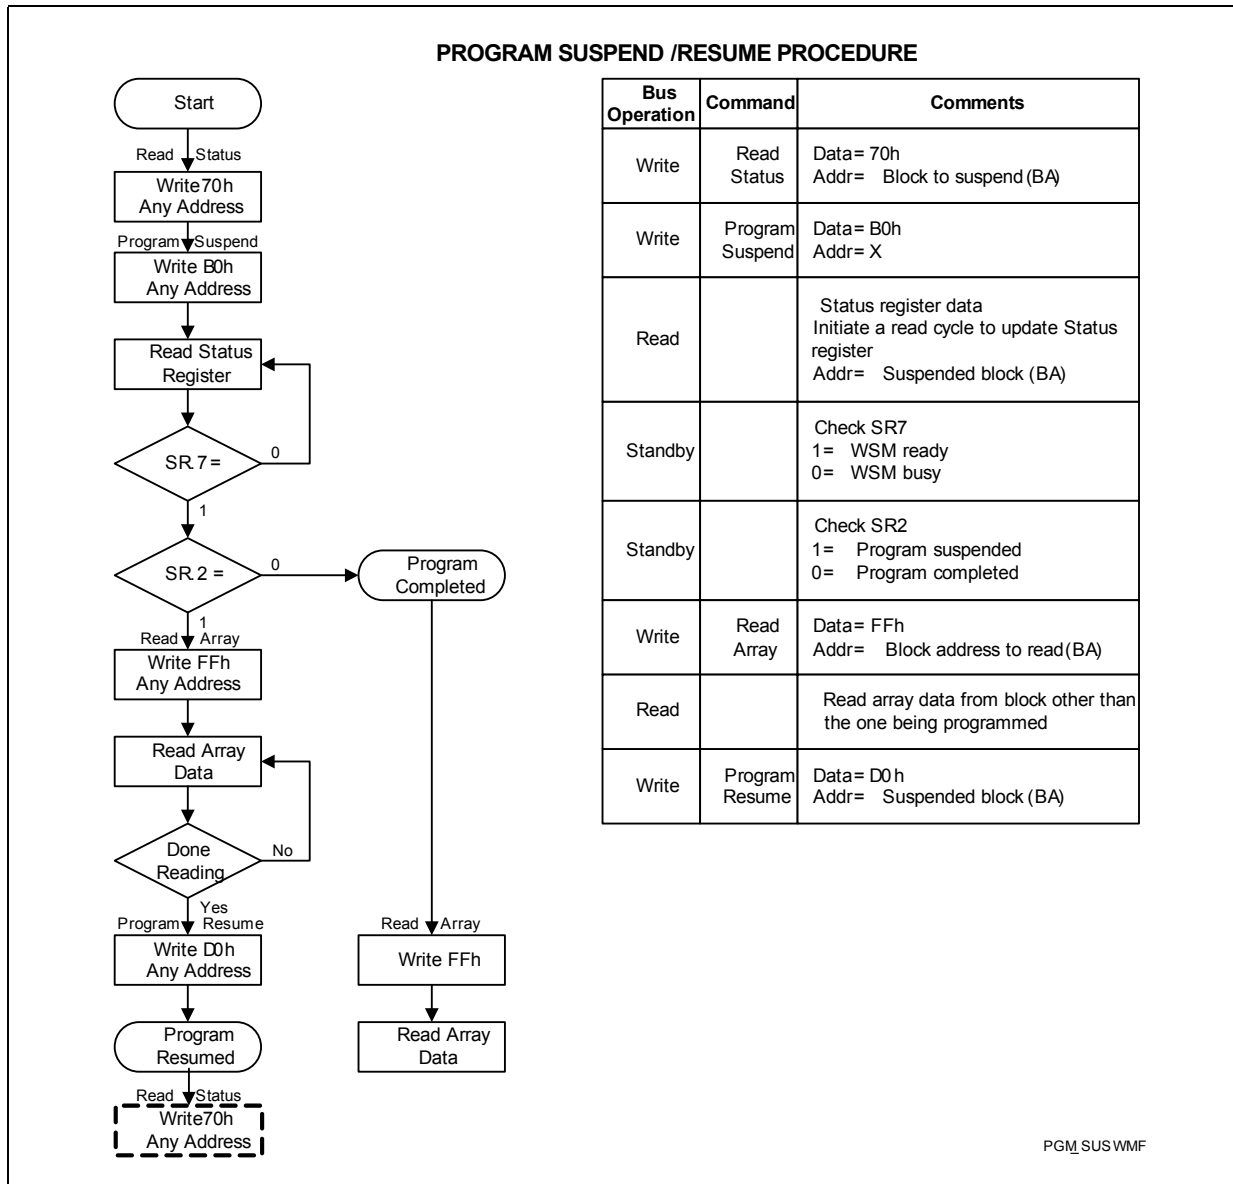 PROGRAM SUSPEND /RESUME PROCEDURE
Start
Read Status
Write70h
Any Address
Program Suspend
Write B0h
Any Address
Read Status
Register
SR.7 =
0
1
SR.2 =
0
Program
Completed
1
Read Array
Write FFh
Any Address
Read Array
Data
Done
Reading
No
Yes
Program Resume
Write D0h
Any Address
Read Array
Write FFh
Program
Resumed
Read Array
Data
Read Status
Write70h
Any Address
Bus
Operation
Command
Comments
Write
Read
Status
Data= 70h
Addr= Block to suspend (BA)
Write
Program
Suspend
Data= B0h
Addr= X
Read
Status register data
Initiate a read cycle to update Status
register
Addr= Suspended block (BA)
Standby
Check SR7
1= WSM ready
0= WSM busy
Standby
Check SR2
1= Program suspended
0= Program completed
Write
Read
Array
Data= FFh
Addr= Block address to read (BA)
Read
Read array data from block other than
the one being programmed
Write
Program
Resume
Data= D0h
Addr= Suspended block (BA)
PGM_SUS WMF